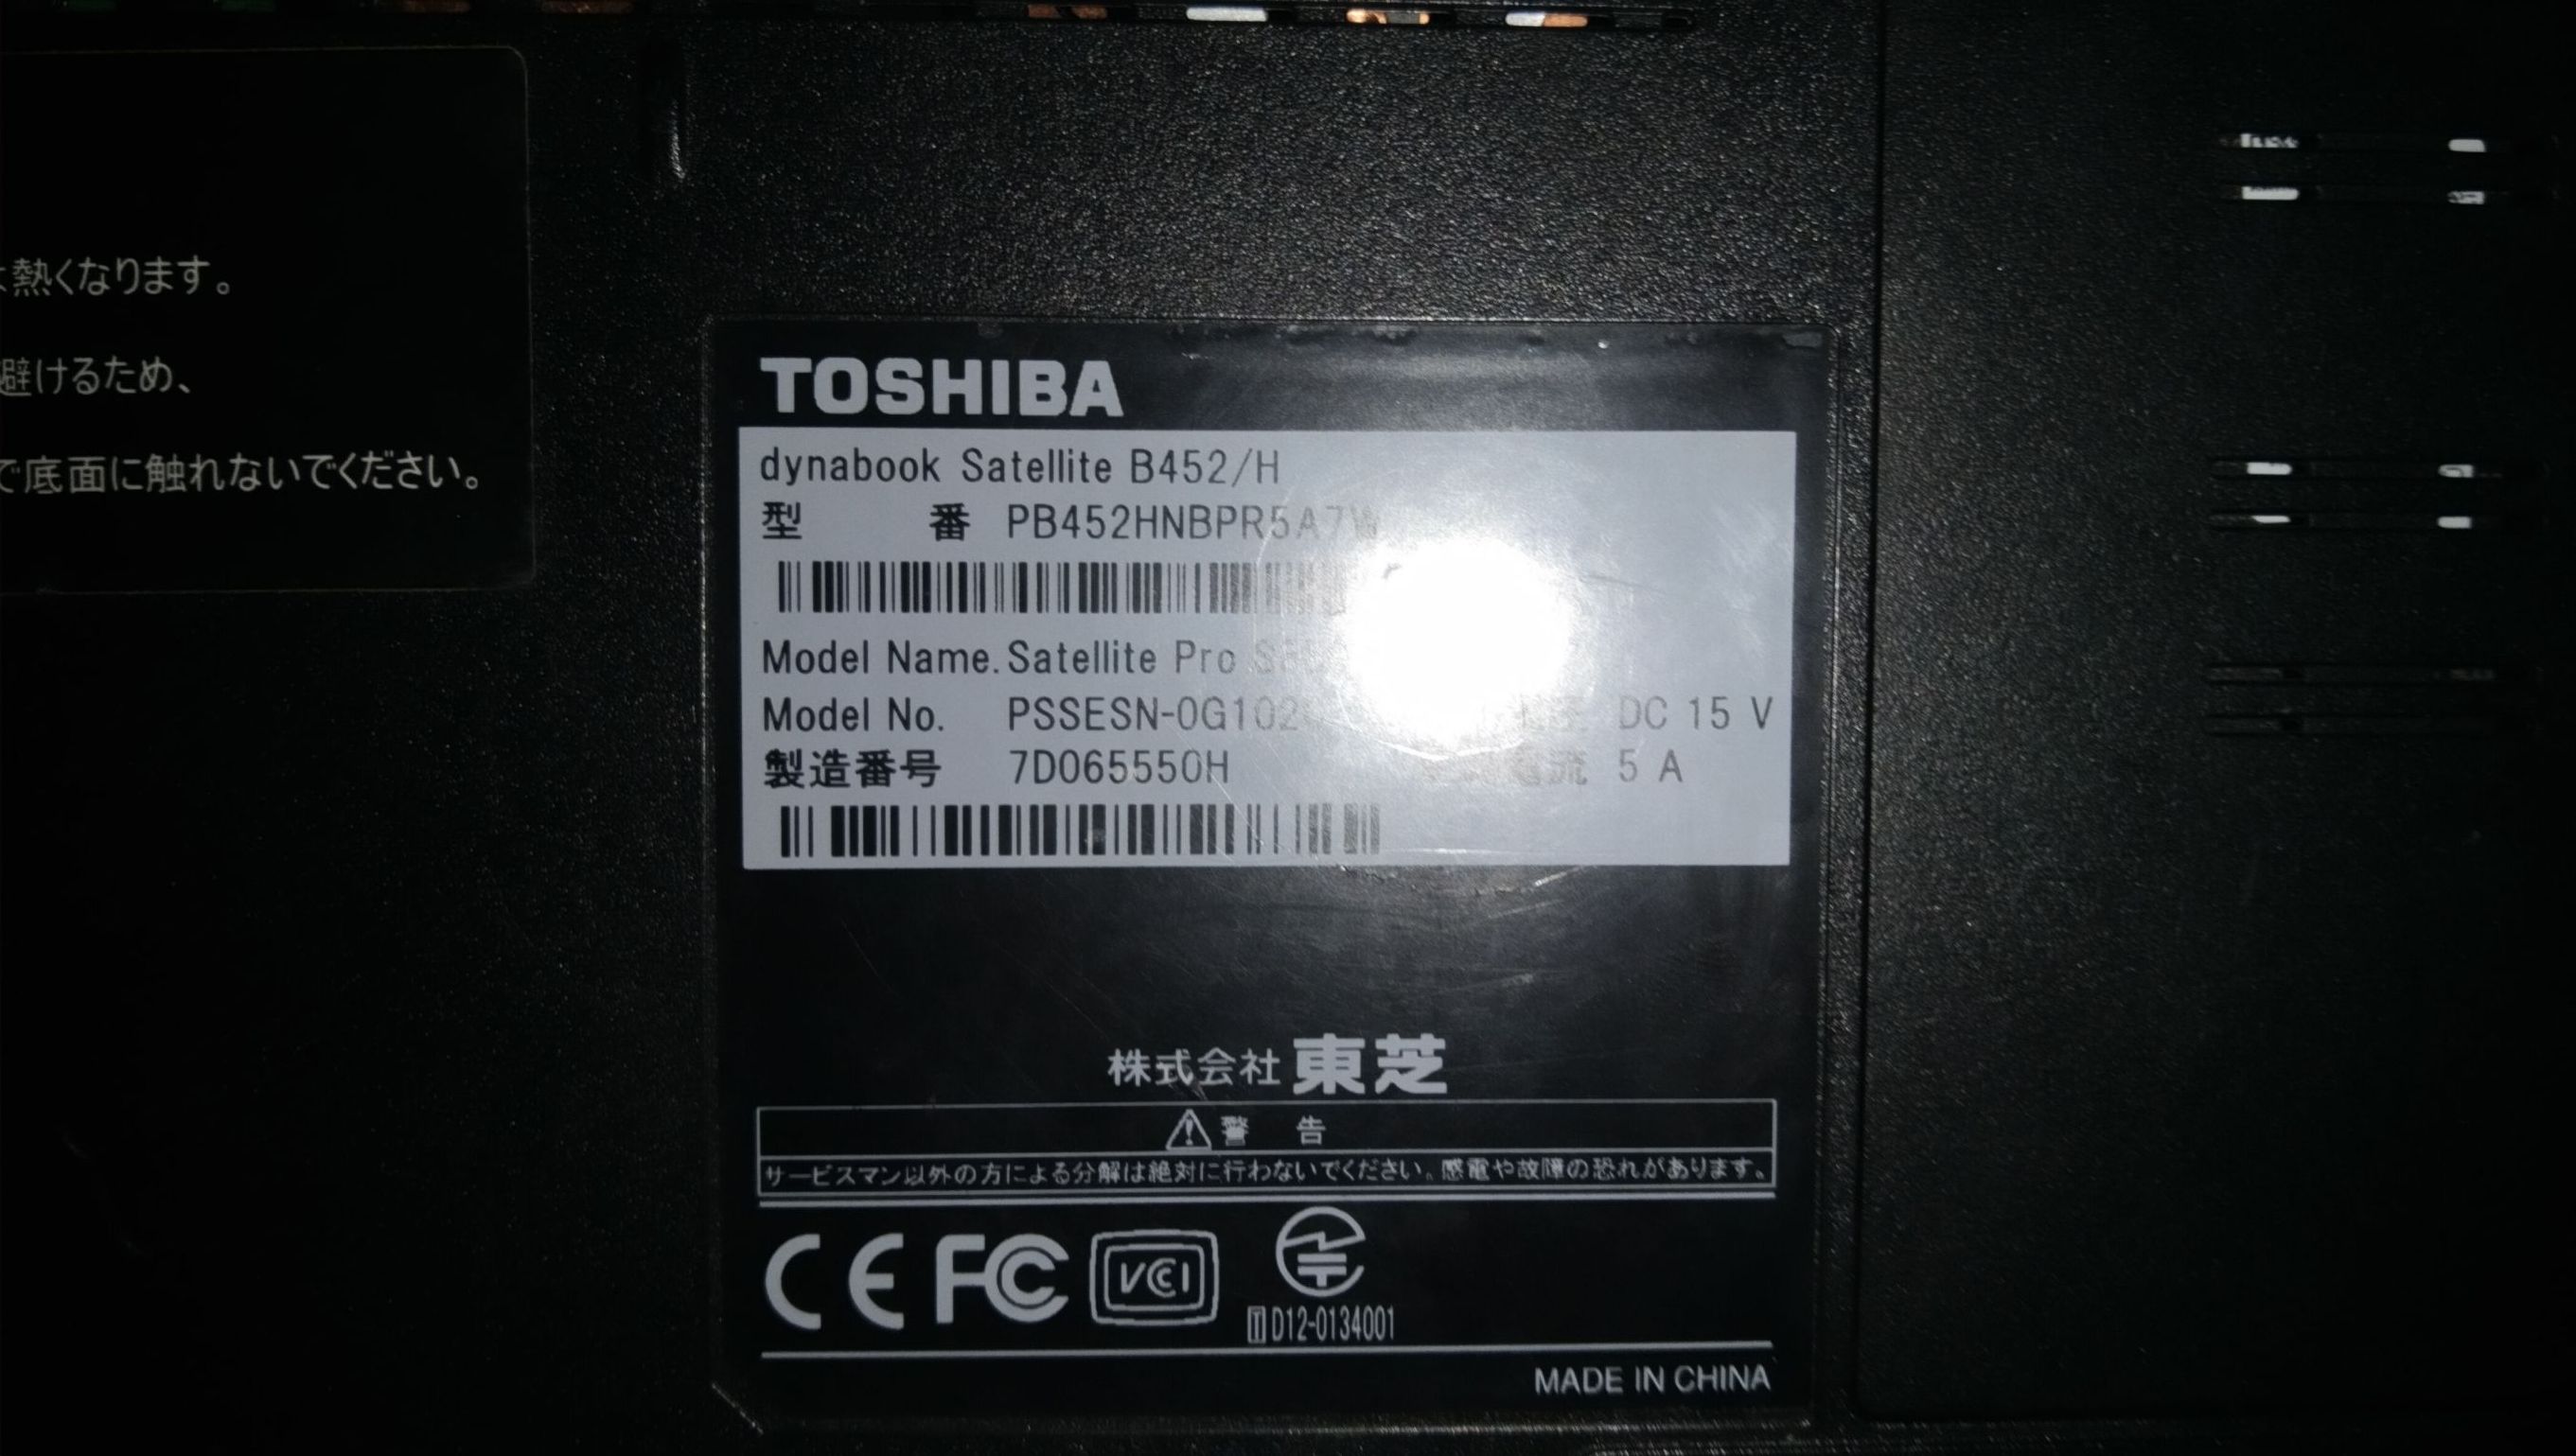 熱くなります。
避けるため、
で底面に触れないでください。
TOSHIBA
dynabook Satellite B452/H
型 番 PB452HNBPR5A7W
Model Name. Satellite Pro
Model No. DC 15 V
製造番号 7D065550H 電流 5 A
株式会社 東芝
警 告
サービスマン以外の方による分解は絶対に行わないでください。感電や故障の恐れがあります。
CE FC VCI
T D12-0134001
MADE IN CHINA